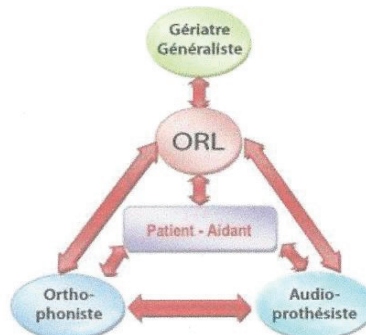 Gériatre
Généraliste
ORL
Patient - Aidant
Ortho-
phoniste
Audio-
prothésiste